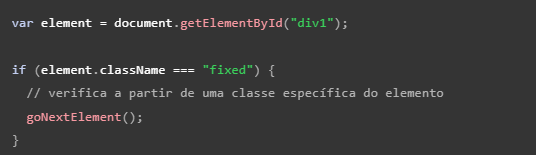 var element = document.getElementById("div1");
if (element.className === "fixed") {
// verifica a partir de uma classe específica do elemento
goNextElement();
}